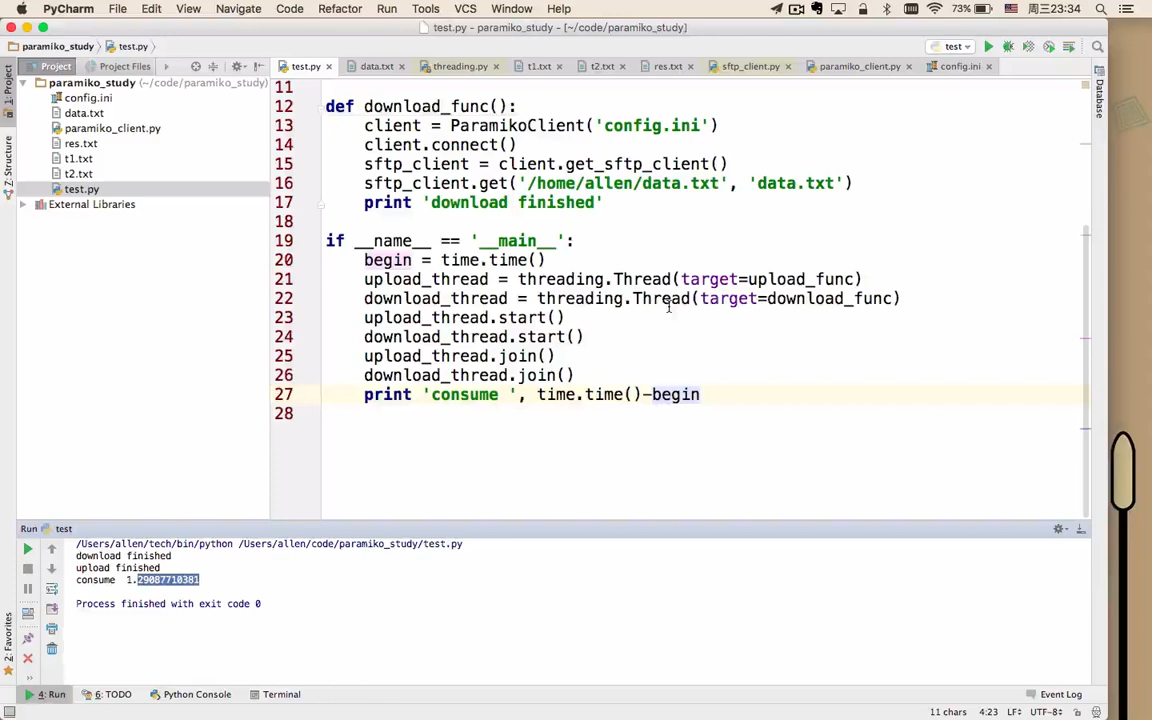 PyCharm File Edit View Navigate Code Refactor Run Tools VCS Window Help 73% 周三23:34
test.py - paramiko_study - [~/code/paramiko_study]
paramiko_study test.py test
1: Project Project Project Files test.py data.txt threading.py t1.txt t2.txt res.txt sftp_client.py paramiko_client.py config.ini
paramiko_study (~/code/paramiko_study)
config.ini
data.txt
paramiko_client.py
res.txt
t1.txt
t2.txt
test.py
External Libraries
Z: Structure
Database
11
12 def download_func():
13 client = ParamikoClient('config.ini')
14 client.connect()
15 sftp_client = client.get_sftp_client()
16 sftp_client.get('/home/allen/data.txt', 'data.txt')
17 print 'download finished'
18
19 if __name__ == '__main__':
20 begin = time.time()
21 upload_thread = threading.Thread(target=upload_func)
22 download_thread = threading.Thread(target=download_func)
23 upload_thread.start()
24 download_thread.start()
25 upload_thread.join()
26 download_thread.join()
27 print 'consume ', time.time()-begin
28
Run test
/Users/allen/tech/bin/python /Users/allen/code/paramiko_study/test.py
download finished
upload finished
consume 1.29087710381
Process finished with exit code 0
2: Favorites
4: Run 6: TODO Python Console Terminal Event Log
11 chars 4:23 LF÷ UTF-8÷